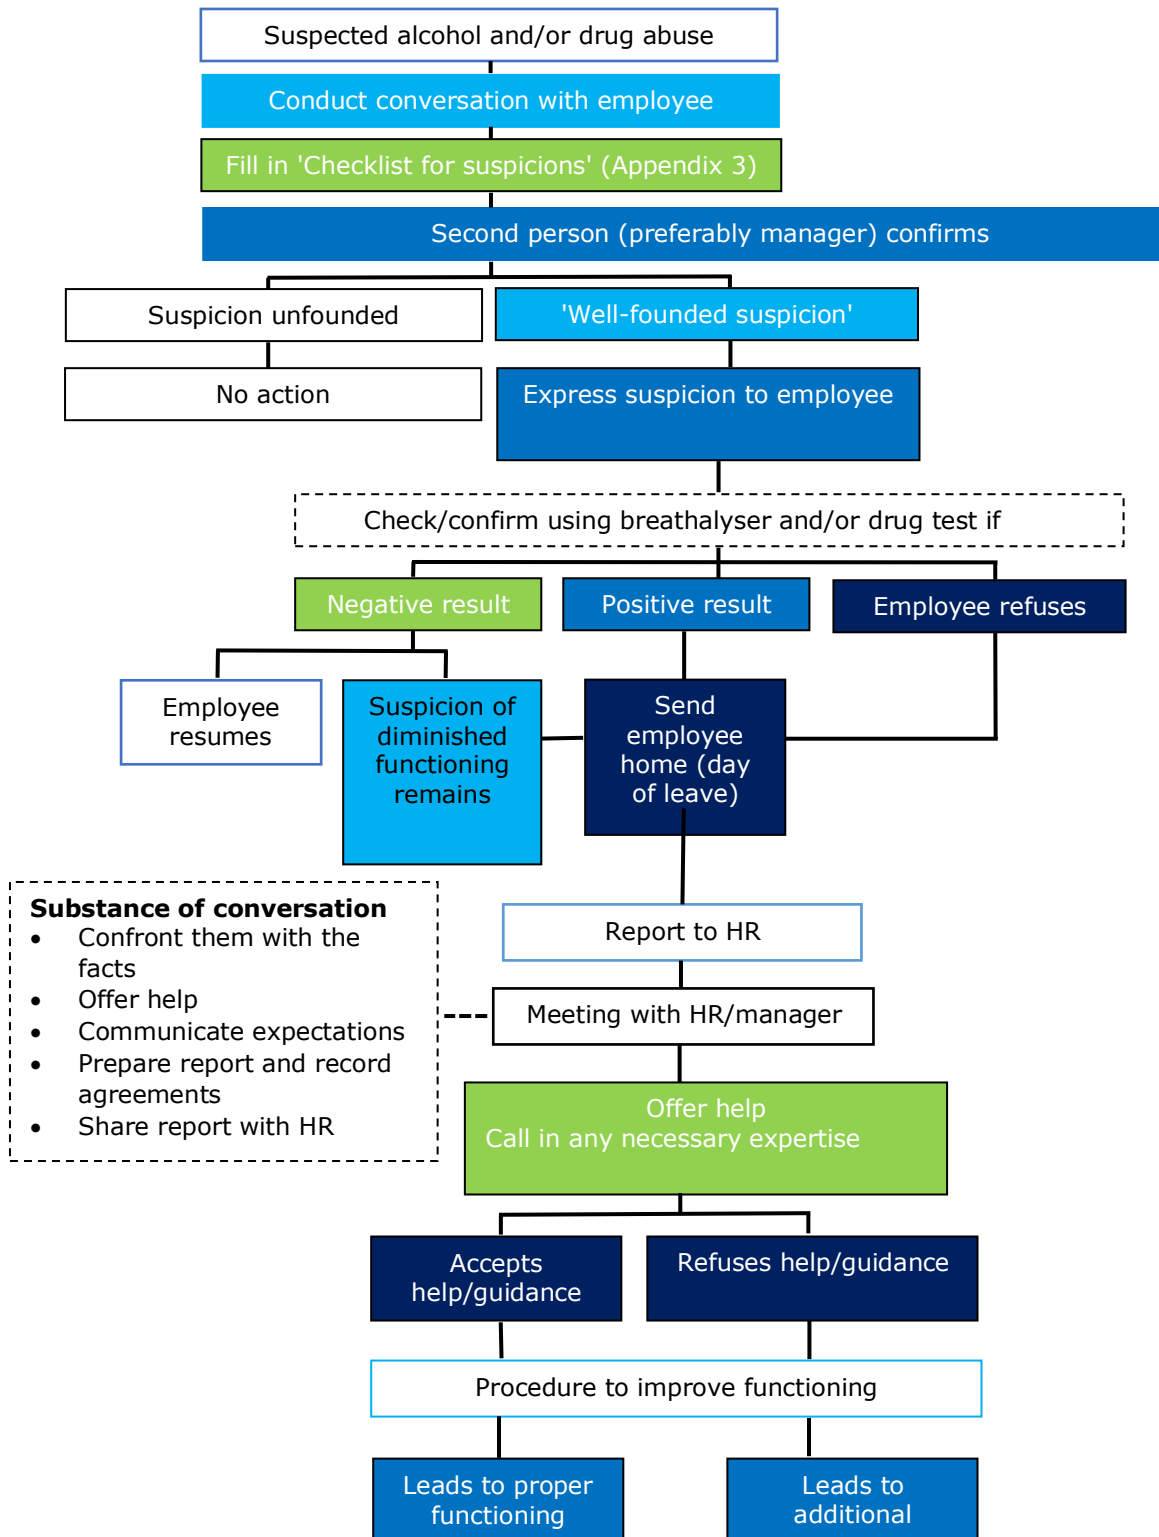 Suspected alcohol and/or drug abuse
Conduct conversation with employee
Fill in 'Checklist for suspicions' (Appendix 3)
Second person (preferably manager) confirms
Suspicion unfounded
'Well-founded suspicion'
No action
Express suspicion to employee
Check/confirm using breathalyser and/or drug test if
Negative result
Positive result
Employee refuses
Employee
resumes
Suspicion of
diminished
functioning
remains
Send
employee
home (day
of leave)
Substance of conversation
• Confront them with the
facts
• Offer help
• Communicate expectations
• Prepare report and record
agreements
• Share report with HR
Report to HR
Meeting with HR/manager
Offer help
Call in any necessary expertise
Accepts
help/guidance
Refuses help/guidance
Procedure to improve functioning
Leads to proper
functioning
Leads to
additional